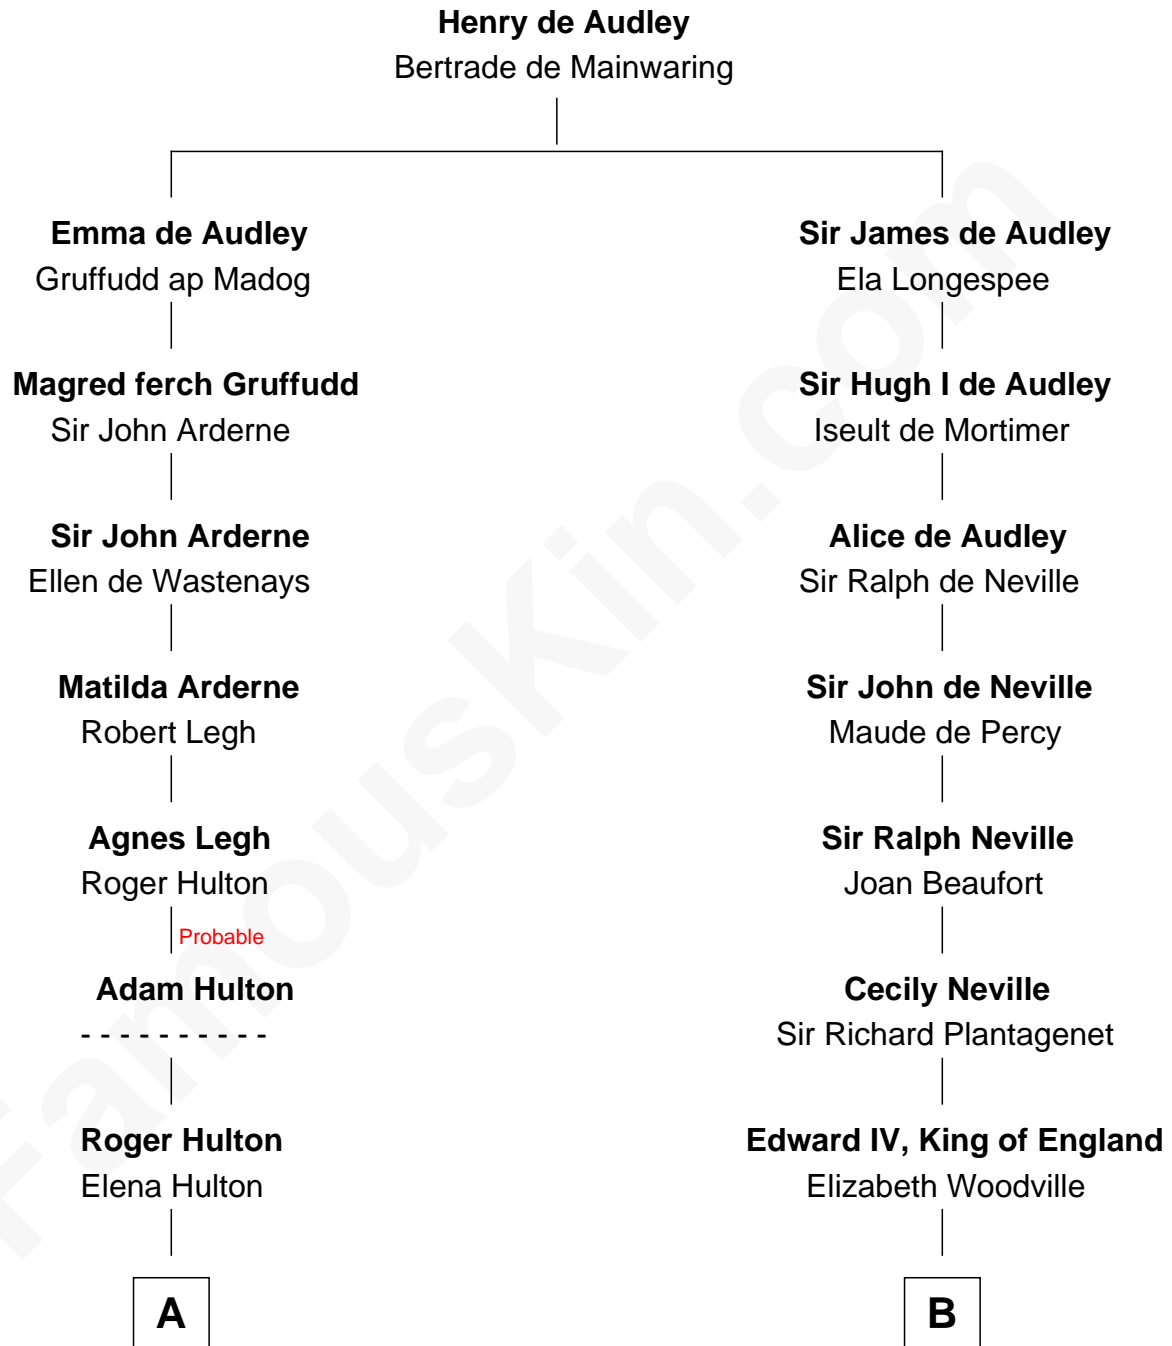 Henry de Audley
Bertrade de Mainwaring
Emma de Audley
Gruffudd ap Madog
Sir James de Audley
Ela Longespee
Magred ferch Gruffudd
Sir John Arderne
Sir Hugh I de Audley
Iseult de Mortimer
Sir John Arderne
Ellen de Wastenays
Alice de Audley
Sir Ralph de Neville
Matilda Arderne
Robert Legh
Sir John de Neville
Maude de Percy
Agnes Legh
Roger Hulton
Sir Ralph Neville
Joan Beaufort
Probable
Adam Hulton
- - - - - - - - - -
Cecily Neville
Sir Richard Plantagenet
Roger Hulton
Elena Hulton
Edward IV, King of England
Elizabeth Woodville
A
B
FamousKin.com